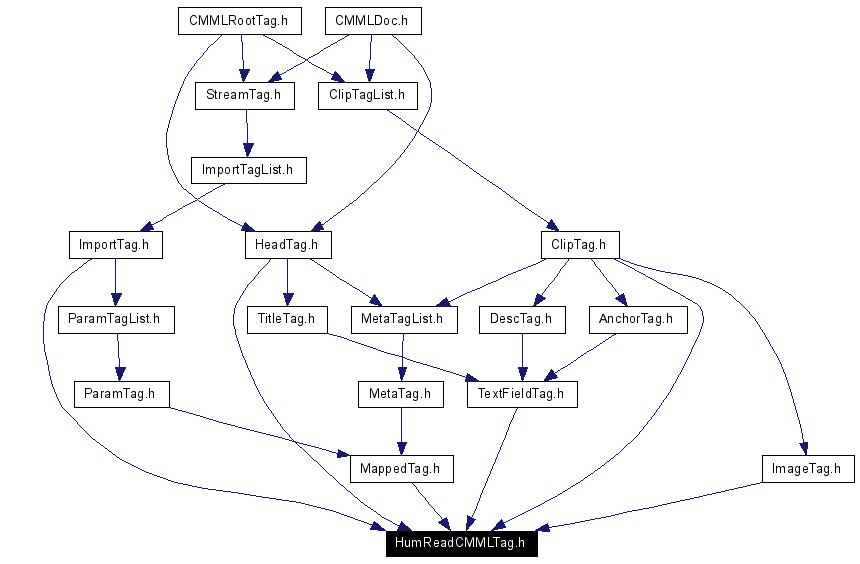 CMMLRootTag.h
CMMLDoc.h
StreamTag.h
ClipTagList.h
ImportTagList.h
ImportTag.h
HeadTag.h
ClipTag.h
ParamTagList.h
TitleTag.h
MetaTagList.h
DescTag.h
AnchorTag.h
ParamTag.h
MetaTag.h
TextFieldTag.h
MappedTag.h
ImageTag.h
HumReadCMMLTag.h